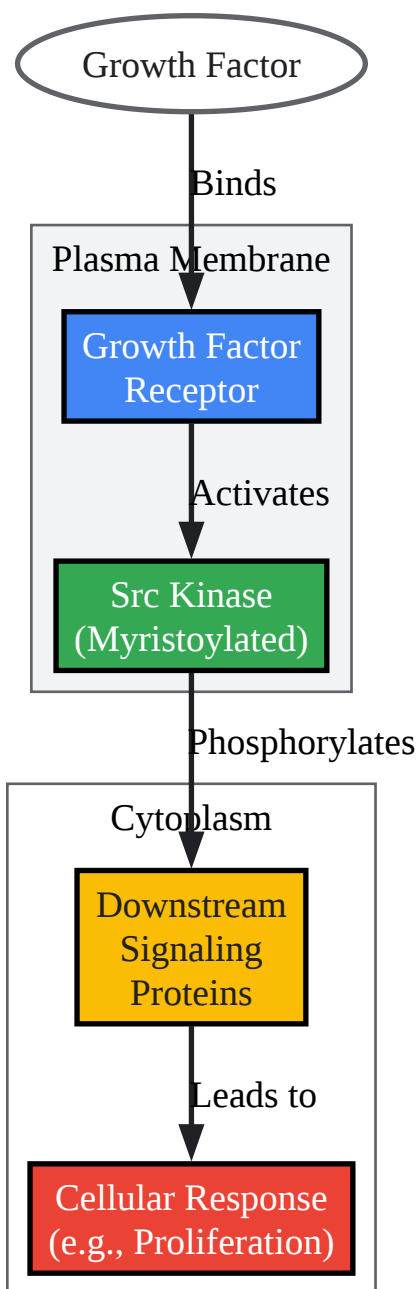 Growth Factor
Binds
Plasma Membrane
Growth Factor
Receptor
Activates
Src Kinase
(Myristoylated)
Phosphorylates
Cytoplasm
Downstream
Signaling
Proteins
Leads to
Cellular Response
(e.g., Proliferation)